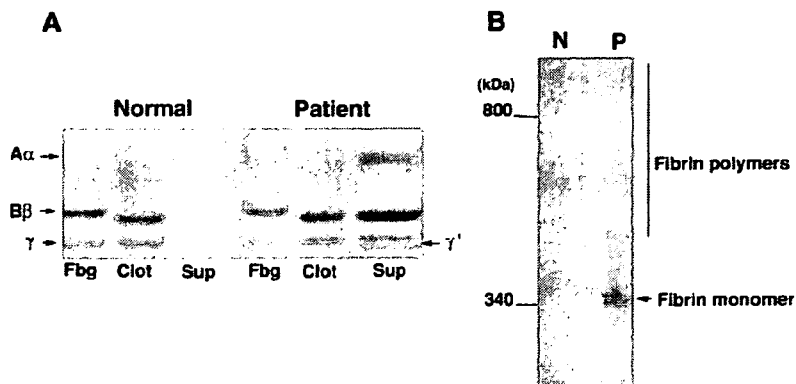 A
Normal Patient
Aα
Bβ
γ
γ'
Fbg Clot Sup Fbg Clot Sup
B
N P
(kDa)
800
Fibrin polymers
340
Fibrin monomer